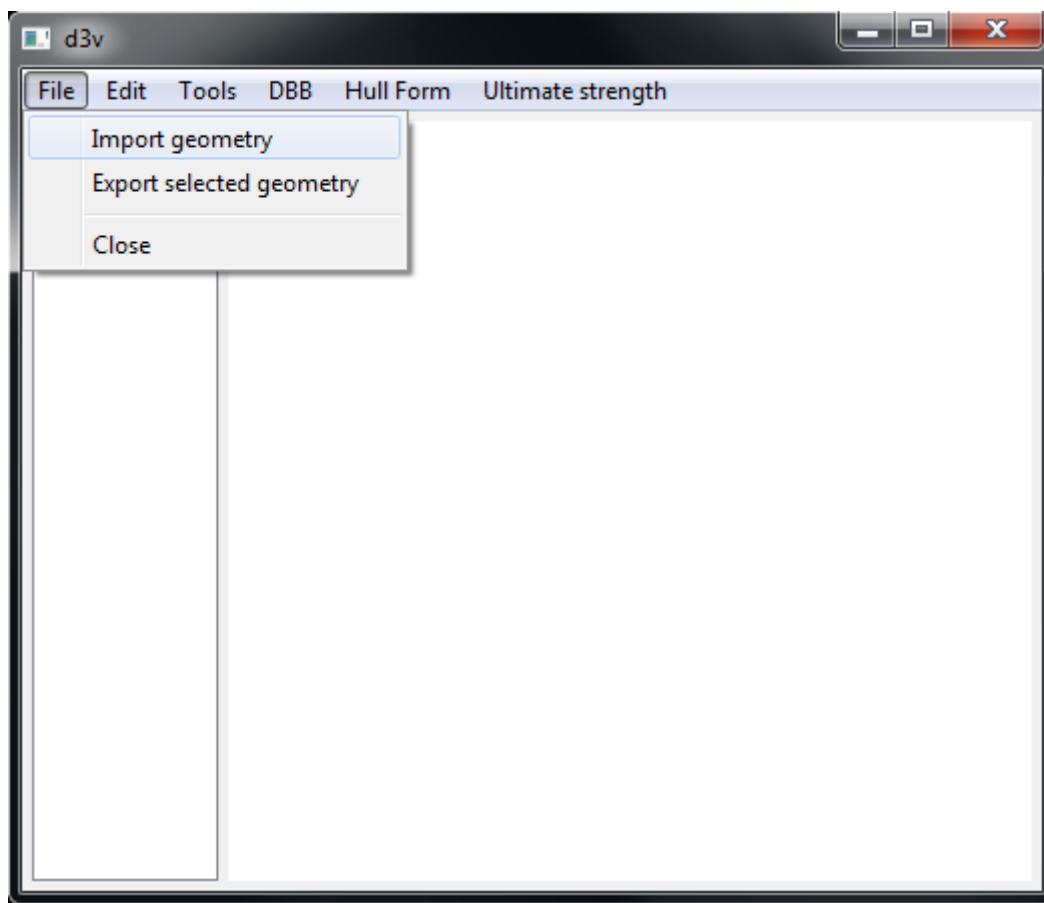 d3v
File Edit Tools DBB Hull Form Ultimate strength
Import geometry
Export selected geometry
Close